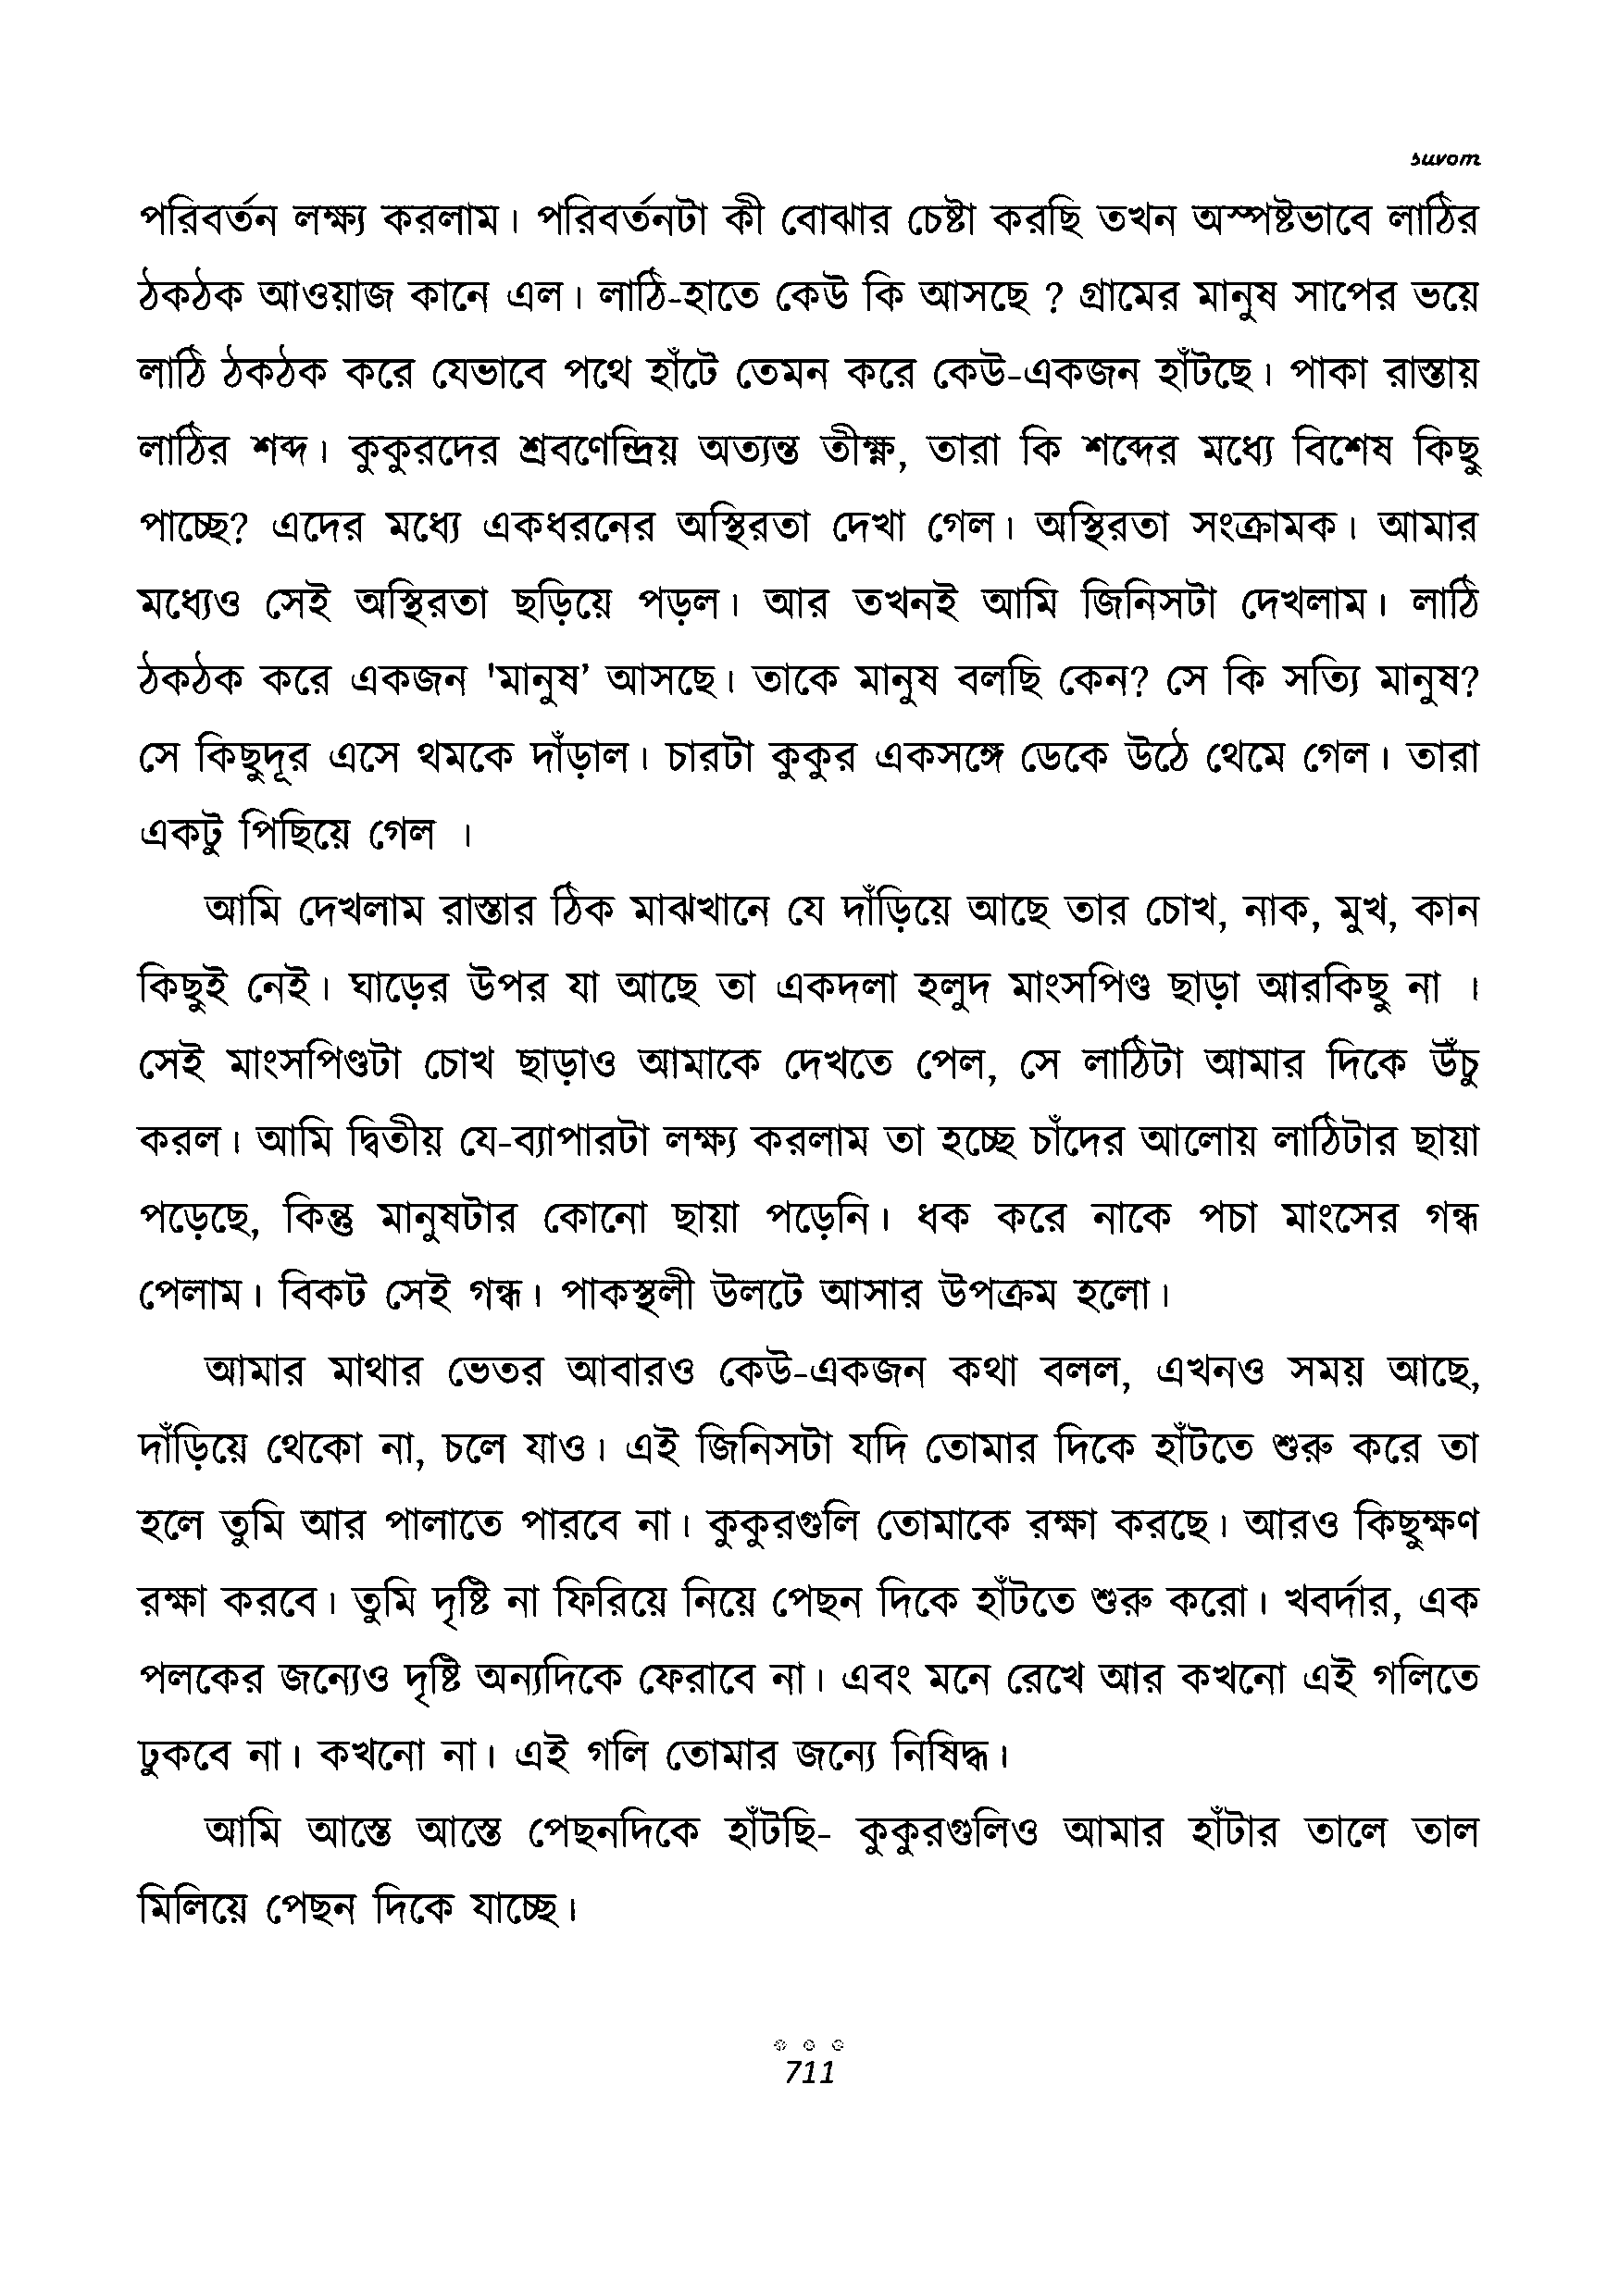 suvom
পরিবর্তন লক্ষ্য করলাম। পরিবর্তনটা কী বোঝার চেষ্টা করছি তখন অস্পষ্টভাবে লাঠির
ঠকঠক আওয়াজ কানে এল। লাঠি-হাতে কেউ কি আসছে ? গ্রামের মানুষ সাপের ভয়ে
লাঠি ঠকঠক করে যেভাবে পথে হাঁটে তেমন করে কেউ-একজন হাঁটছে। পাকা রাস্তায়
লাঠির শব্দ। কুকুরদের শ্রবণেন্দ্রিয় অত্যন্ত তীক্ষ্ণ, তারা কি শব্দের মধ্যে বিশেষ কিছু
পাচ্ছে? এদের মধ্যে একধরনের অস্থিরতা দেখা গেল। অস্থিরতা সংক্রামক। আমার
মধ্যেও সেই অস্থিরতা ছড়িয়ে পড়ল। আর তখনই আমি জিনিসটা দেখলাম। লাঠি
ঠকঠক করে একজন 'মানুষ’ আসছে। তাকে মানুষ বলছি কেন? সে কি সত্যি মানুষ?
সে কিছুদূর এসে থমকে দাঁড়াল। চারটা কুকুর একসঙ্গে ডেকে উঠে থেমে গেল। তারা
একটু পিছিয়ে গেল ।
আমি দেখলাম রাস্তার ঠিক মাঝখানে যে দাঁড়িয়ে আছে তার চোখ, নাক, মুখ, কান
কিছুই নেই। ঘাড়ের উপর যা আছে তা একদলা হলুদ মাংসপিণ্ড ছাড়া আরকিছু না ।
সেই মাংসপিণ্ডটা চোখ ছাড়াও আমাকে দেখতে পেল, সে লাঠিটা আমার দিকে উঁচু
করল। আমি দ্বিতীয় যে-ব্যাপারটা লক্ষ্য করলাম তা হচ্ছে চাঁদের আলোয় লাঠিটার ছায়া
পড়েছে, কিন্তু মানুষটার কোনো ছায়া পড়েনি। ধক করে নাকে পচা মাংসের গন্ধ
পেলাম। বিকট সেই গন্ধ। পাকস্থলী উলটে আসার উপক্রম হলো।
আমার মাথার ভেতর আবারও কেউ-একজন কথা বলল, এখনও সময় আছে,
দাঁড়িয়ে থেকো না, চলে যাও। এই জিনিসটা যদি তোমার দিকে হাঁটতে শুরু করে তা
হলে তুমি আর পালাতে পারবে না। কুকুরগুলি তোমাকে রক্ষা করছে। আরও কিছুক্ষণ
রক্ষা করবে। তুমি দৃষ্টি না ফিরিয়ে নিয়ে পেছন দিকে হাঁটতে শুরু করো। খবর্দার, এক
পলকের জন্যেও দৃষ্টি অন্যদিকে ফেরাবে না। এবং মনে রেখে আর কখনো এই গলিতে
ঢুকবে না। কখনো না। এই গলি তোমার জন্যে নিষিদ্ধ।
আমি আস্তে আস্তে পেছনদিকে হাঁটছি- কুকুরগুলিও আমার হাঁটার তালে তাল
মিলিয়ে পেছন দিকে যাচ্ছে।
711